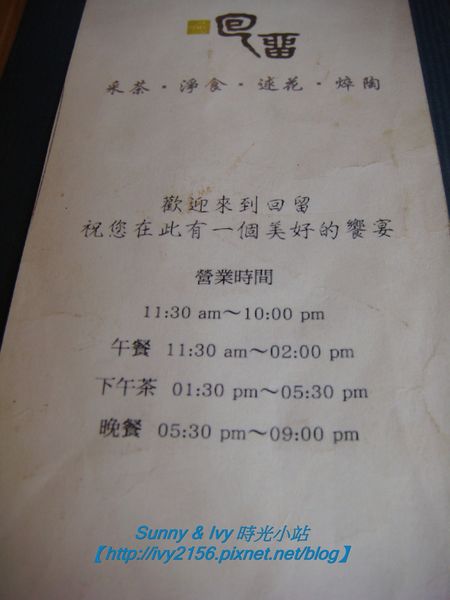 回留
采茶・淨食・逑花・焠陶
歡迎來到回留
祝您在此有一個美好的饗宴
營業時間
11:30 am～10:00 pm
午餐 11:30 am～02:00 pm
下午茶 01:30 pm～05:30 pm
晚餐 05:30 pm～09:00 pm
Sunny & Ivy 時光小站
【http://ivy2156.pixnet.net/blog】